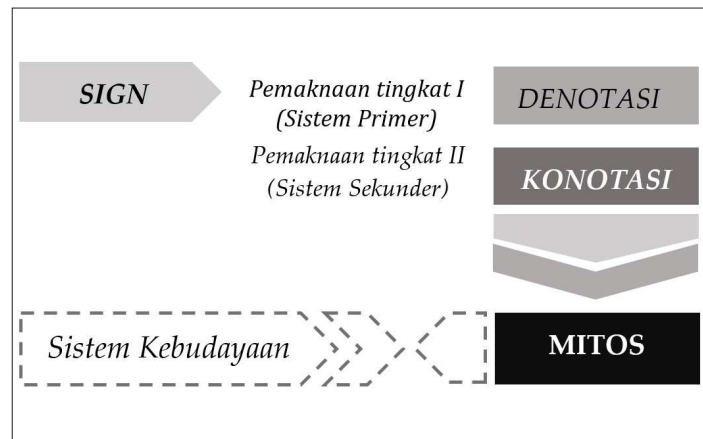 SIGN
Pemaknaan tingkat I
(Sistem Primer)
DENOTASI
Pemaknaan tingkat II
(Sistem Sekunder)
KONOTASI
Sistem Kebudayaan
MITOS